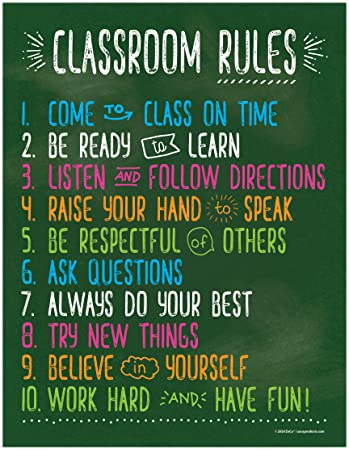 CLASSROOM RULES
1. COME TO CLASS ON TIME
2. BE READY to LEARN
3. LISTEN AND FOLLOW DIRECTIONS
4. RAISE YOUR HAND to SPEAK
5. BE RESPECTFUL of OTHERS
6. ASK QUESTIONS
7. ALWAYS DO YOUR BEST
8. TRY NEW THINGS
9. BELIEVE in YOURSELF
10. WORK HARD AND HAVE FUN!